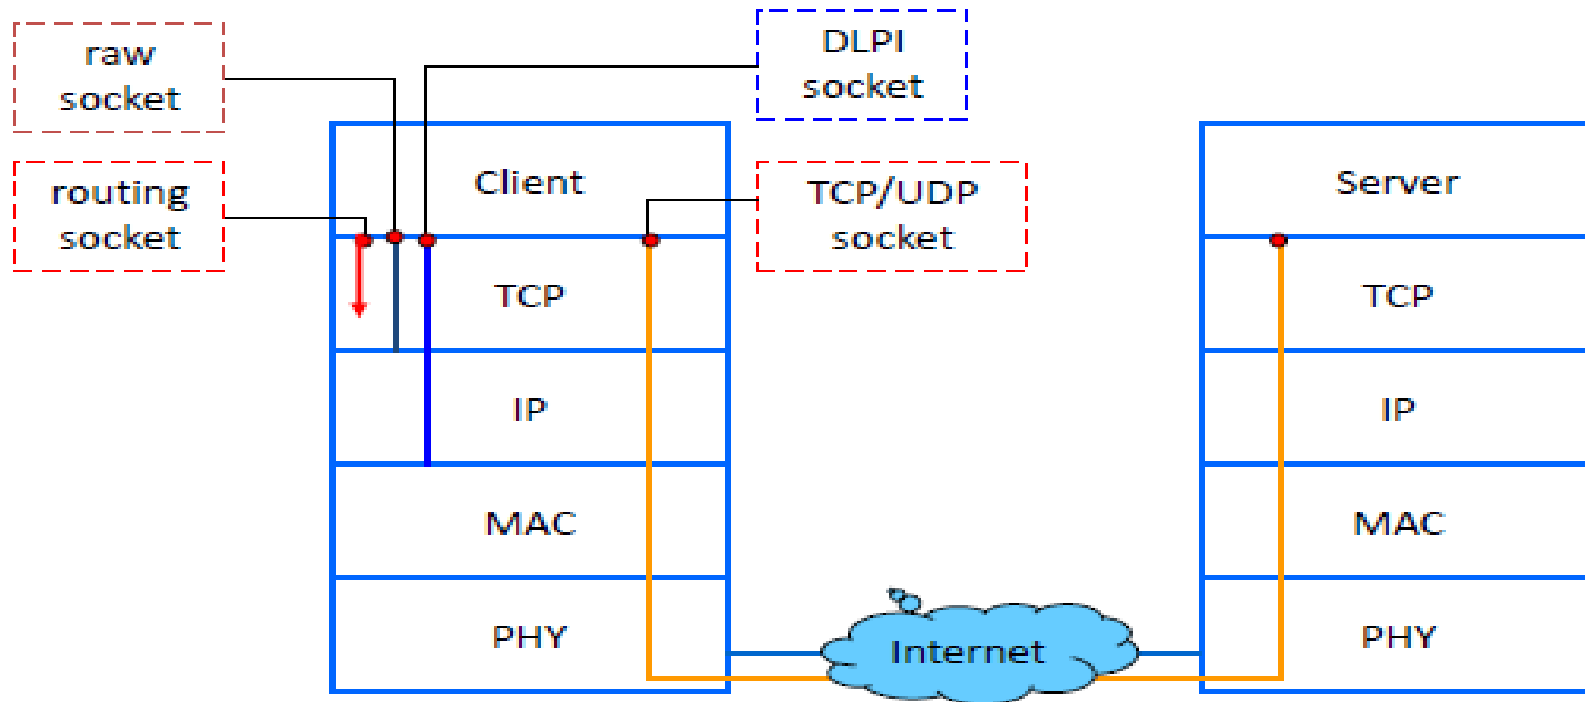 raw
socket
DLPI
socket
routing
socket
Client
TCP/UDP
socket
Server
TCP
TCP
IP
IP
MAC
MAC
PHY
Internet
PHY